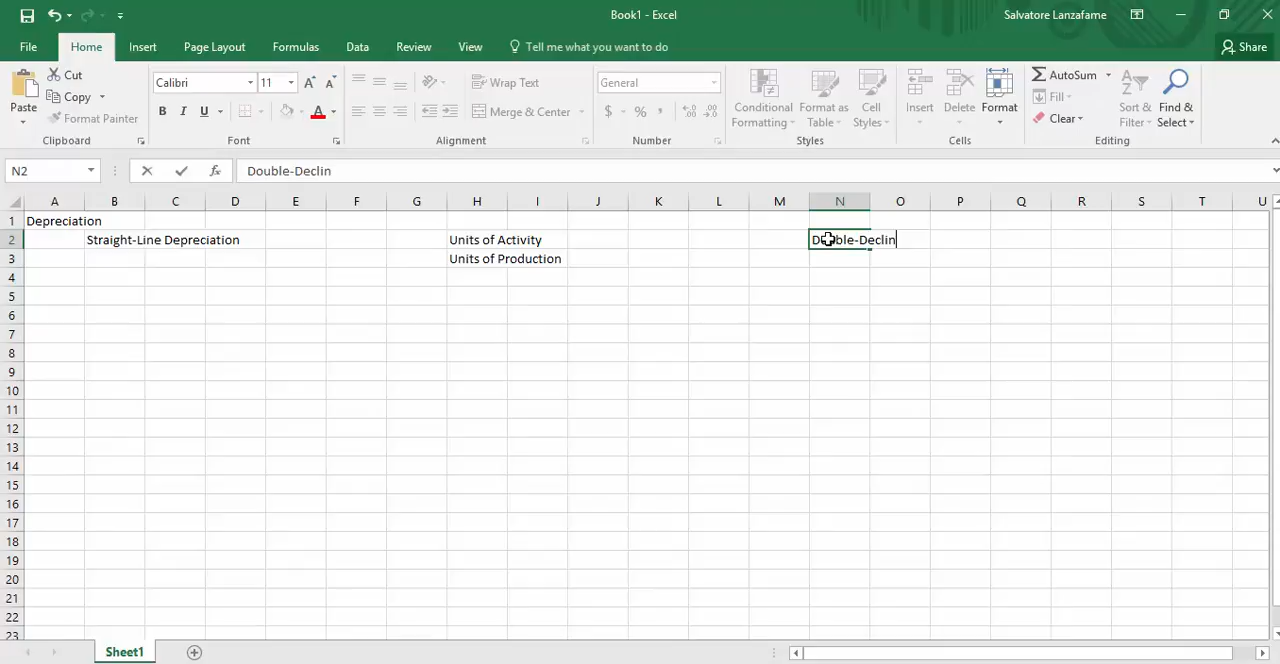 Book1 - Excel
Salvatore Lanzafame
File Home Insert Page Layout Formulas Data Review View Tell me what you want to do Share
Paste Cut Copy Format Painter Clipboard
Calibri 11 A A B I U A Font
Wrap Text Merge & Center Alignment
General $ % , .00 Number
Conditional Formatting Format as Table Cell Styles Styles
Insert Delete Format Cells
AutoSum Fill Clear Sort & Filter Find & Select Editing
N2 fx Double-Declin
A B C D E F G H I J K L M N O P Q R S T U
1 Depreciation
2 Straight-Line Depreciation Units of Activity Double-Declin
3 Units of Production
4
5
6
7
8
9
10
11
12
13
14
15
16
17
18
19
20
21
22
23
Sheet1